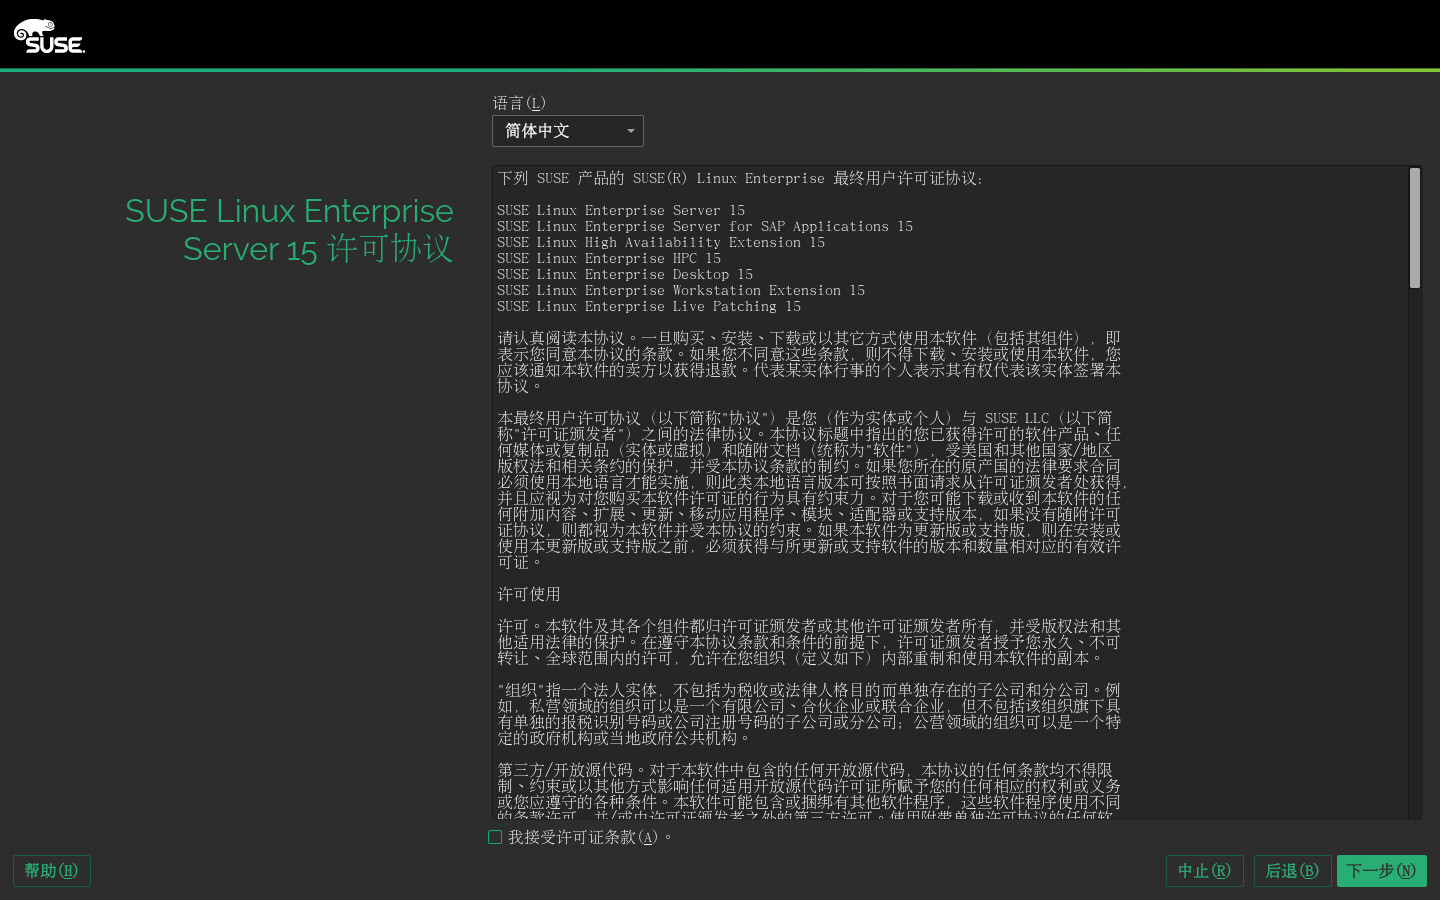 SUSE
语言(L)
简体中文
SUSE Linux Enterprise
Server 15 许可协议
下列 SUSE 产品的 SUSE(R) Linux Enterprise 最终用户许可证协议:
SUSE Linux Enterprise Server 15
SUSE Linux Enterprise Server for SAP Applications 15
SUSE Linux High Availability Extension 15
SUSE Linux Enterprise HPC 15
SUSE Linux Enterprise Desktop 15
SUSE Linux Enterprise Workstation Extension 15
SUSE Linux Enterprise Live Patching 15
请认真阅读本协议。一旦购买、安装、下载或以其它方式使用本软件（包括其组件），即
表示您同意本协议的条款。如果您不同意这些条款，则不得下载、安装或使用本软件，您
应该通知本软件的卖方以获得退款。代表某实体行事的个人表示其有权代表该实体签署本
协议。
本最终用户许可协议（以下简称"协议"）是您（作为实体或个人）与 SUSE LLC（以下简
称"许可证颁发者"）之间的法律协议。本协议标题中指出的您已获得许可的软件产品、任
何媒体或复制品（实体或虚拟）和随附文档（统称为"软件"），受美国和其他国家/地区
版权法和相关条约的保护，并受本协议条款的制约。如果您所在的原产国的法律要求合同
必须使用本地语言才能实施，则此类本地语言版本可按照书面请求从许可证颁发者处获得，
并且应视为对您购买本软件许可证的行为具有约束力。对于您可能下载或收到本软件的任
何附加内容、扩展、更新、移动应用程序、模块、适配器或支持版本，如果没有随附许可
证协议，则都视为本软件并受本协议的约束。如果本软件为更新版或支持版，则在安装或
使用本更新版或支持版之前，必须获得与所更新或支持软件的版本和数量相对应的有效许
可证。
许可使用
许可。本软件及其各个组件都归许可证颁发者或其他许可证颁发者所有，并受版权法和其
他适用法律的保护。在遵守本协议条款和条件的前提下，许可证颁发者授予您永久、不可
转让、全球范围内的许可，允许在您组织（定义如下）内部重制和使用本软件的副本。
"组织"指一个法人实体，不包括为税收或法律人格目的而单独存在的子公司和分公司。例
如，私营领域的组织可以是一个有限公司、合伙企业或联合企业，但不包括该组织旗下具
有单独的报税识别号码或公司注册号码的子公司或分公司；公营领域的组织可以是一个特
定的政府机构或当地政府公共机构。
第三方/开放源代码。对于本软件中包含的任何开放源代码，本协议的任何条款均不得限
制、约束或以其他方式影响任何适用开放源代码许可证所赋予您的任何相应的权利或义务
或您应遵守的各种条件。本软件可能包含或捆绑有其他软件程序，这些软件程序使用不同
的条款许可，并/或由许可证颁发者之外的第三方许可。使用附带单独许可协议的任何软
我接受许可证条款(A)。
帮助(H)
中止(R)
后退(B)
下一步(N)